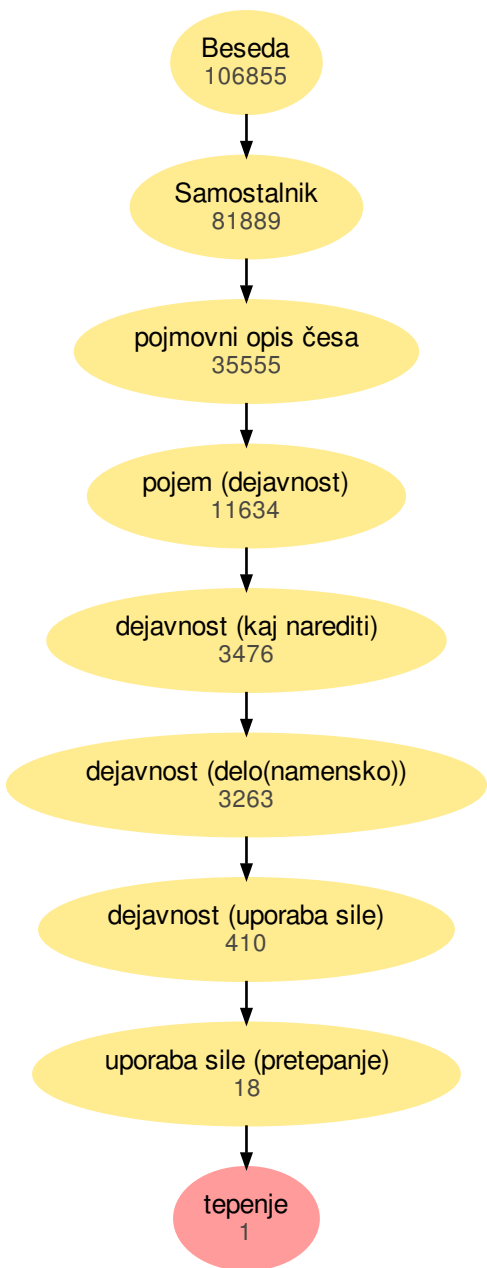 Beseda
106855
Samostalnik
81889
pojmovni opis česa
35555
pojem (dejavnost)
11634
dejavnost (kaj narediti)
3476
dejavnost (delo(namensko))
3263
dejavnost (uporaba sile)
410
uporaba sile (pretepanje)
18
tepenje
1